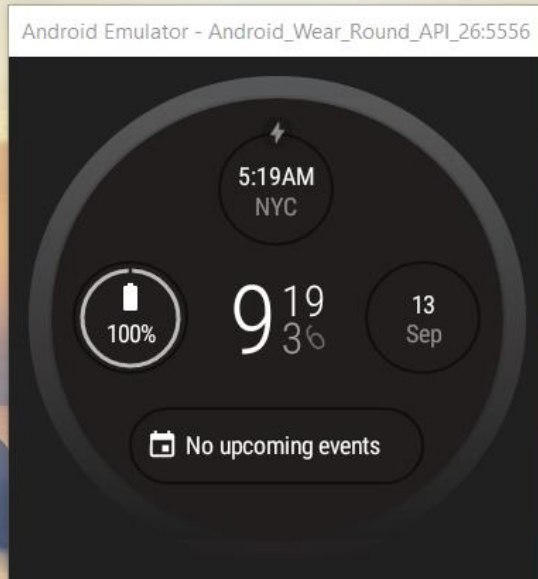 Android Emulator - Android_Wear_Round_API_26:5556
5:19AM
NYC
100%
9 19
36
13
Sep
No upcoming events